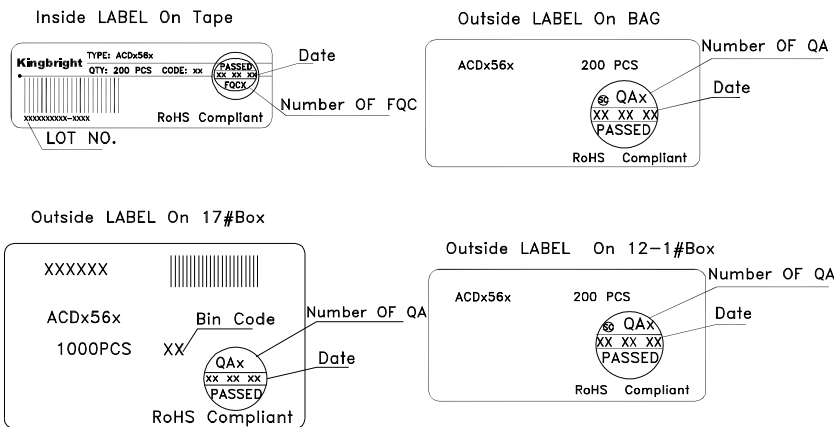 Inside LABEL On Tape
Kingbright
TYPE: ACDx56x
QTY: 200 PCS CODE: xx
PASSED
xx xx xx
FQCX
xxxxxxxxxx-xxxx
RoHS Compliant
Date
Number OF FQC
LOT NO.
Outside LABEL On BAG
ACDx56x 200 PCS
SC QAx
XX XX XX
PASSED
RoHS Compliant
Number OF QA
Date
Outside LABEL On 17#Box
XXXXXX
ACDx56x
1000PCS XX
Bin Code
QAx
XX XX XX
PASSED
RoHS Compliant
Number OF QA
Date
Outside LABEL On 12-1#Box
ACDx56x 200 PCS
SC QAx
XX XX XX
PASSED
RoHS Compliant
Number OF QA
Date